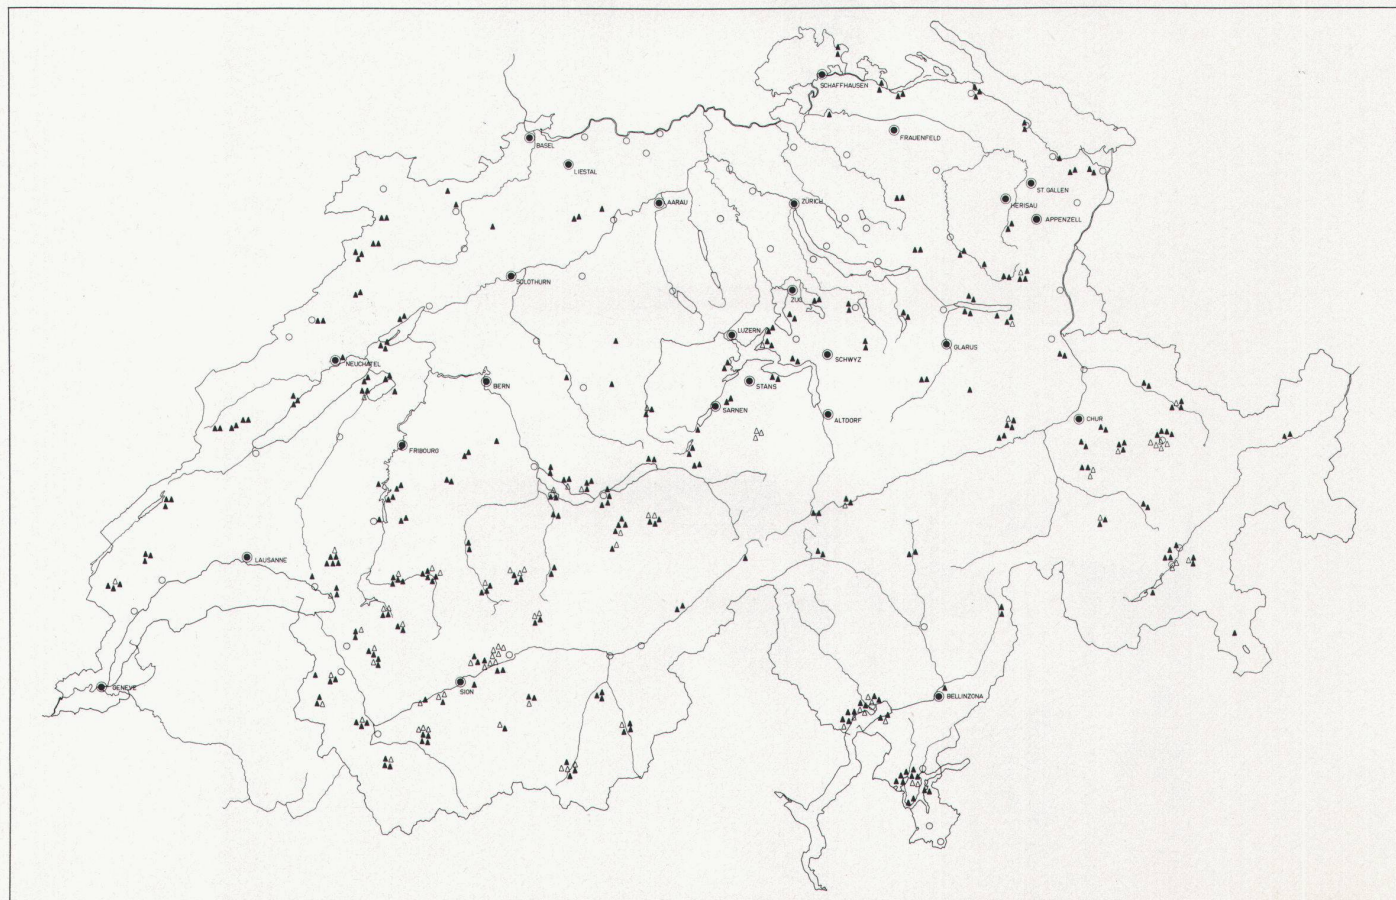 SCHAFFHAUSEN
FRAUENFELD
BASEL
LIESTAL
ST GALLEN
HERISAU
AARAU
ZÜRICH
APPENZELL
SOLOTHURN
ZUG
LUZERN
GLARUS
SCHWYZ
NEUCHATEL
BERN
STANS
SARNEN
ALTDORF
CHUR
FRIBOURG
LAUSANNE
GENEVE
SION
BELLINZONA